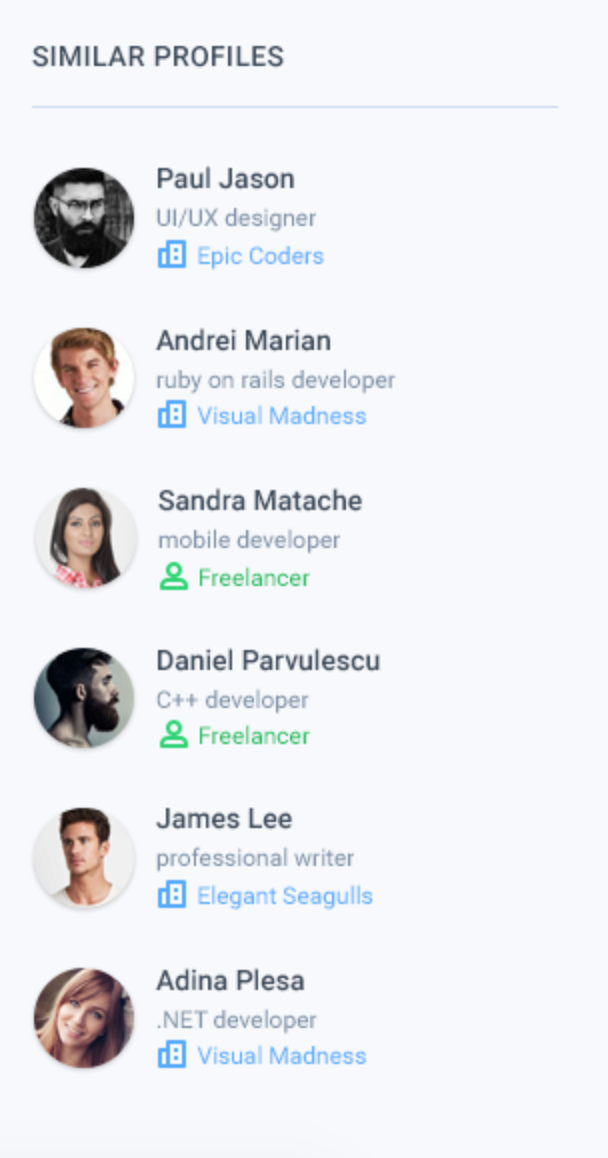 SIMILAR PROFILES
Paul Jason
UI/UX designer
Epic Coders
Andrei Marian
ruby on rails developer
Visual Madness
Sandra Matache
mobile developer
Freelancer
Daniel Parvulescu
C++ developer
Freelancer
James Lee
professional writer
Elegant Seagulls
Adina Plesa
.NET developer
Visual Madness